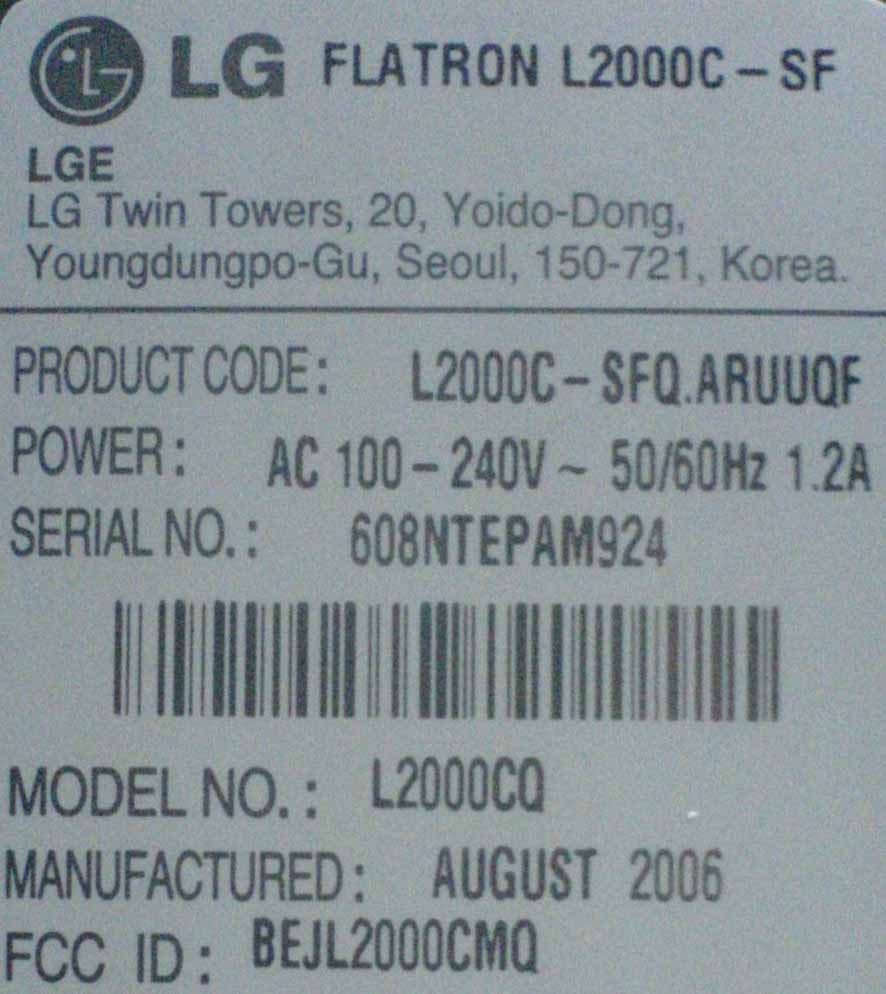 LG FLATRON L2000C-SF
LGE
LG Twin Towers, 20, Yoido-Dong,
Youngdungpo-Gu, Seoul, 150-721, Korea.
PRODUCT CODE: L2000C-SFQ.ARUUQF
POWER: AC 100-240V ~ 50/60Hz 1.2A
SERIAL NO.: 608NTEPAM924
MODEL NO.: L2000CQ
MANUFACTURED: AUGUST 2006
FCC ID: BEJL2000CMQ